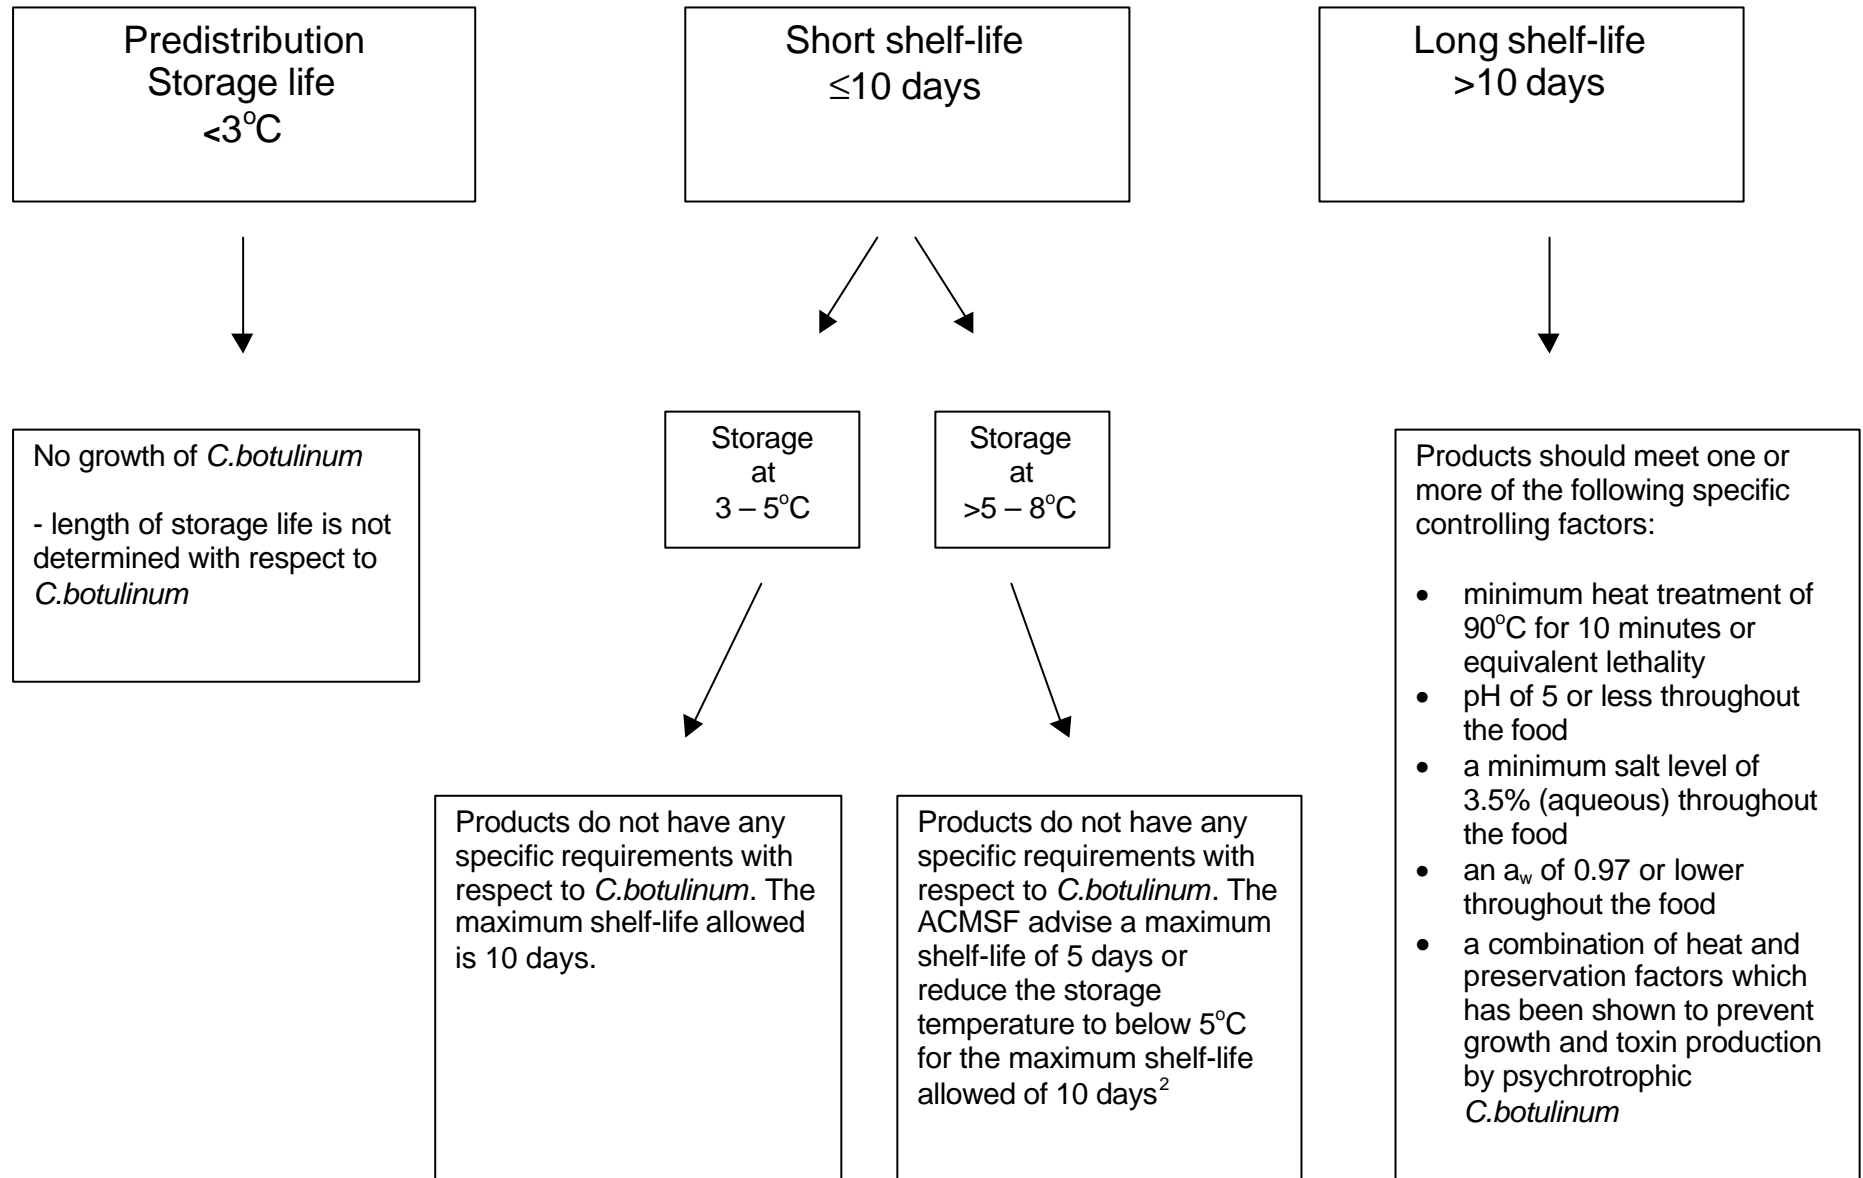 Predistribution
Storage life
<3°C
Short shelf-life
≤10 days
Long shelf-life
>10 days
No growth of C.botulinum
- length of storage life is not
determined with respect to
C.botulinum
Storage
at
3 – 5°C
Storage
at
>5 – 8°C
Products do not have any
specific requirements with
respect to C.botulinum. The
maximum shelf-life allowed
is 10 days.
Products do not have any
specific requirements with
respect to C.botulinum. The
ACMSF advise a maximum
shelf-life of 5 days or
reduce the storage
temperature to below 5°C
for the maximum shelf-life
allowed of 10 days²
Products should meet one or
more of the following specific
controlling factors:
• minimum heat treatment of
90°C for 10 minutes or
equivalent lethality
• pH of 5 or less throughout
the food
• a minimum salt level of
3.5% (aqueous) throughout
the food
• an aw of 0.97 or lower
throughout the food
• a combination of heat and
preservation factors which
has been shown to prevent
growth and toxin production
by psychrotrophic
C.botulinum